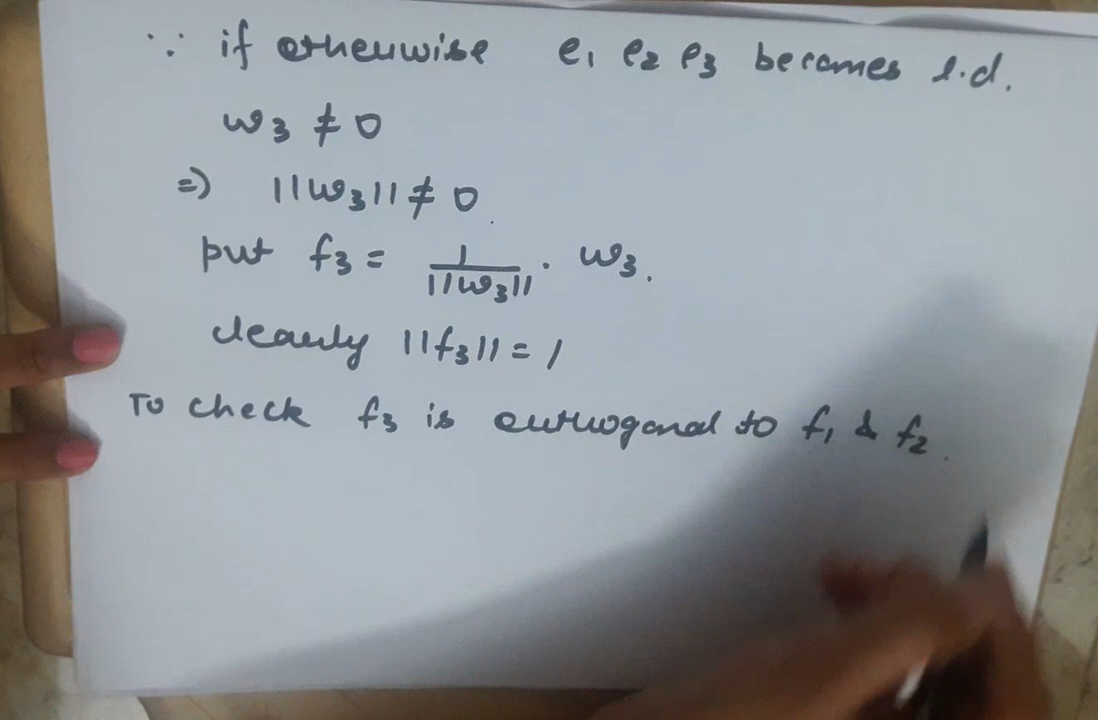 ∵ if otherwise e₁ e₂ e₃ becomes l.d.
w₃ ≠ 0
⇒ ||w₃|| ≠ 0.
put f₃ = 1/||w₃|| · w₃.
clearly ||f₃|| = 1
To check f₃ is orthogonal to f₁ & f₂.